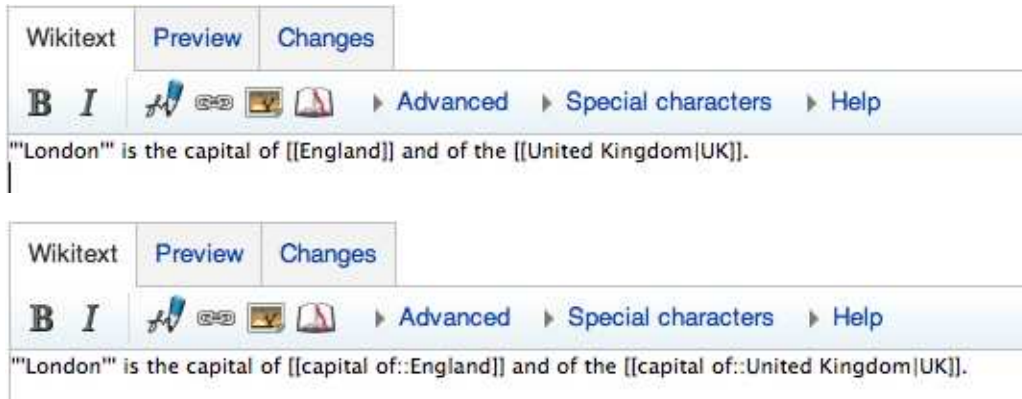 Wikitext Preview Changes
B I Advanced Special characters Help
'''London''' is the capital of [[England]] and of the [[United Kingdom|UK]].
Wikitext Preview Changes
B I Advanced Special characters Help
'''London''' is the capital of [[capital of::England]] and of the [[capital of::United Kingdom|UK]].